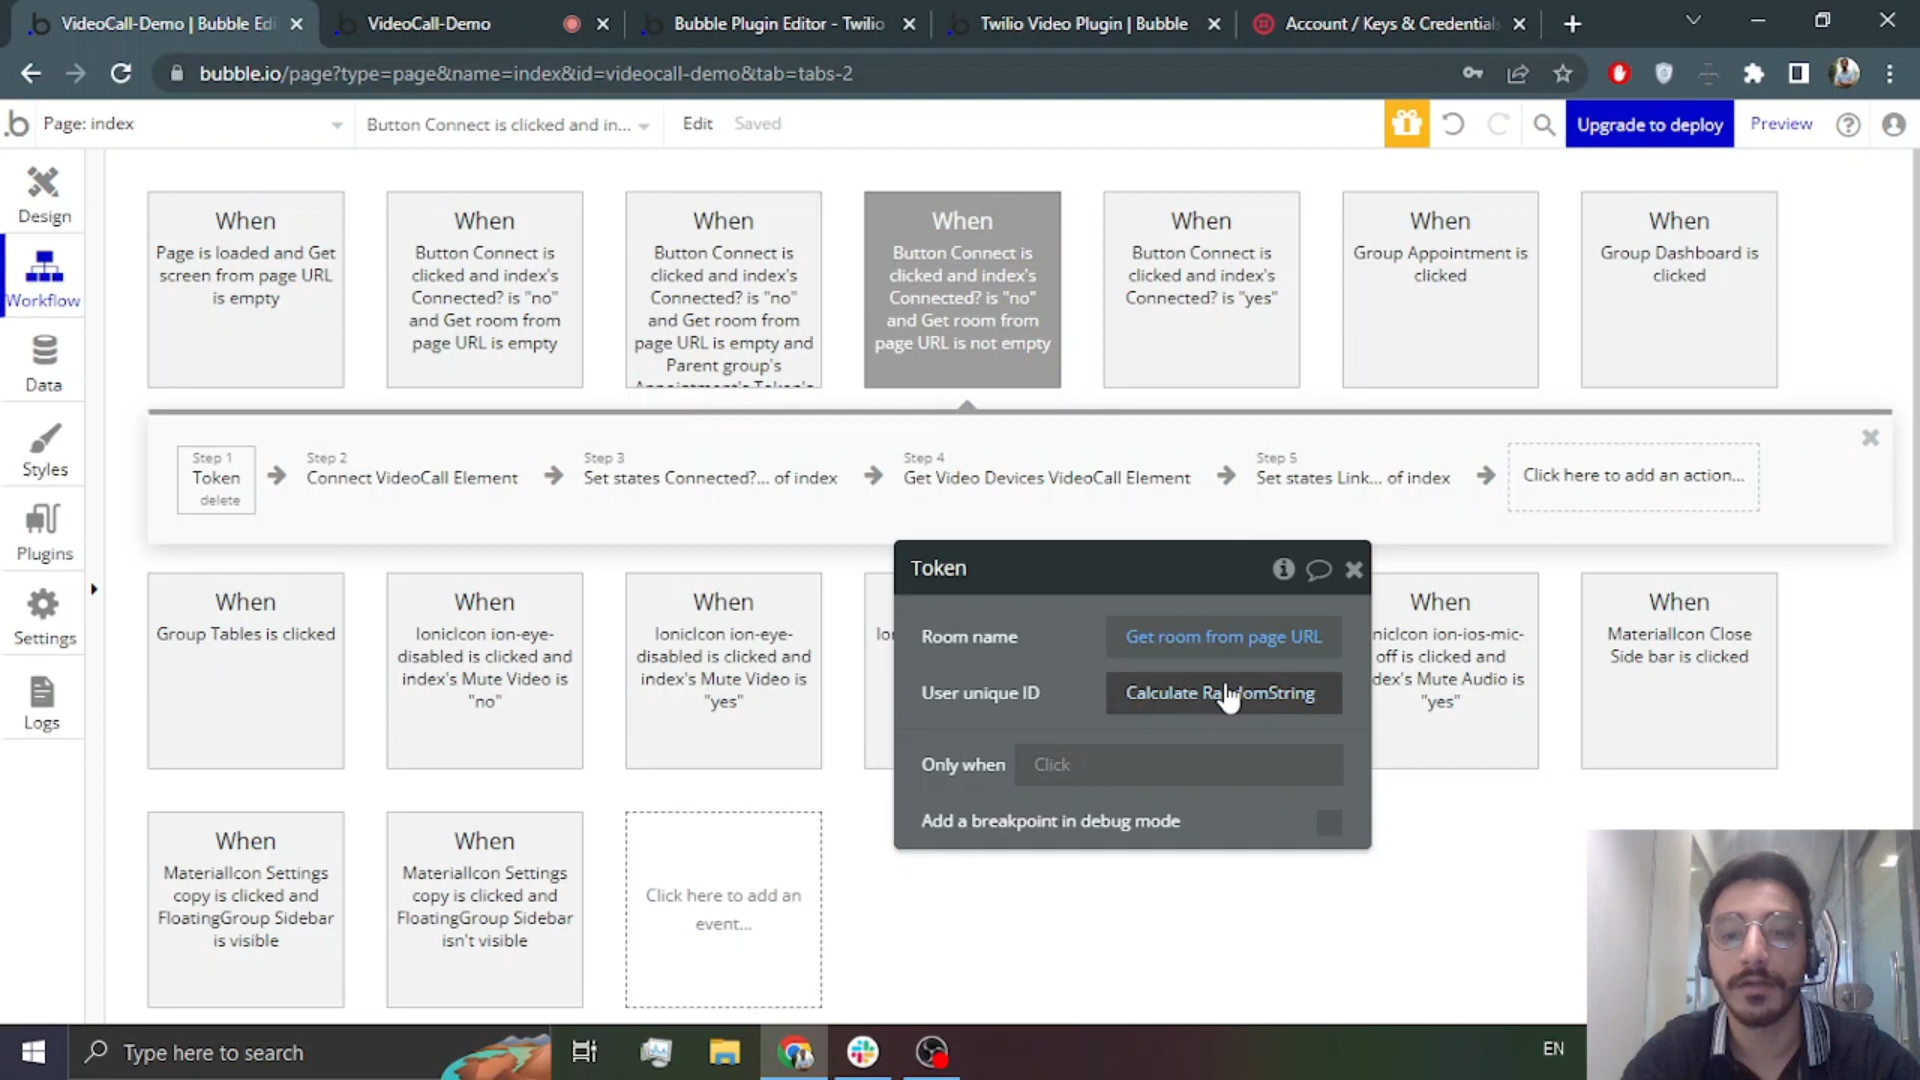 VideoCall-Demo | Bubble Edi
VideoCall-Demo
Bubble Plugin Editor - Twilio
Twilio Video Plugin | Bubble
Account / Keys & Credentials
bubble.io/page?type=page&name=index&id=videocall-demo&tab=tabs-2
Page: index
Button Connect is clicked and in...
Edit
Saved
Upgrade to deploy
Preview
Design
Workflow
Data
Styles
Plugins
Settings
Logs
When
Page is loaded and Get
screen from page URL
is empty
When
Button Connect is
clicked and index's
Connected? is "no"
and Get room from
page URL is empty
When
Button Connect is
clicked and index's
Connected? is "no"
and Get room from
page URL is empty and
Parent group's
Appointment's Token's
When
Button Connect is
clicked and index's
Connected? is "no"
and Get room from
page URL is not empty
When
Button Connect is
clicked and index's
Connected? is "yes"
When
Group Appointment is
clicked
When
Group Dashboard is
clicked
Step 1
Token
delete
Step 2
Connect VideoCall Element
Step 3
Set states Connected?... of index
Step 4
Get Video Devices VideoCall Element
Step 5
Set states Link... of index
Click here to add an action...
Token
Room name
Get room from page URL
User unique ID
Calculate RandomString
Only when
Click
Add a breakpoint in debug mode
When
Group Tables is clicked
When
IonicIcon ion-eye-
disabled is clicked and
index's Mute Video is
"no"
When
IonicIcon ion-eye-
disabled is clicked and
index's Mute Video is
"yes"
Ior
When
nicIcon ion-ios-mic-
off is clicked and
dex's Mute Audio is
"yes"
When
MaterialIcon Close
Side bar is clicked
When
MaterialIcon Settings
copy is clicked and
FloatingGroup Sidebar
is visible
When
MaterialIcon Settings
copy is clicked and
FloatingGroup Sidebar
isn't visible
Click here to add an
event...
Type here to search
EN